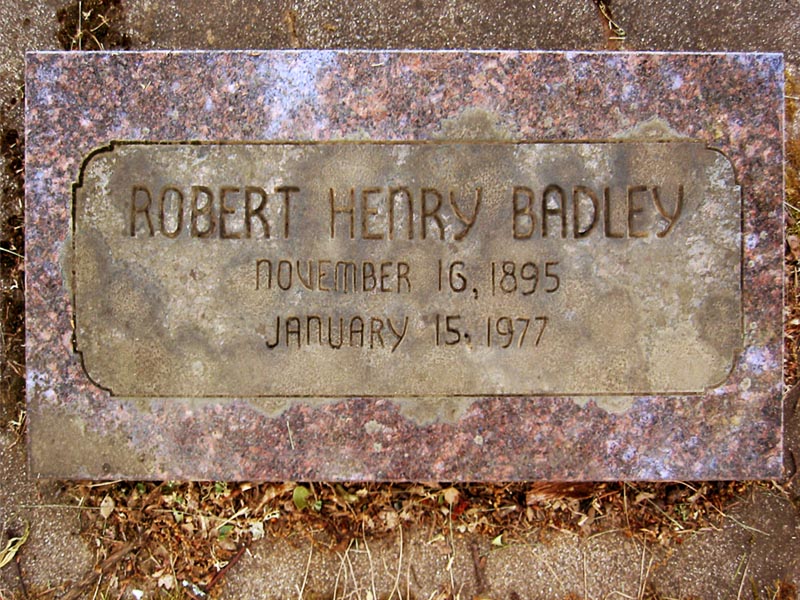 ROBERT HENRY BADLEY
NOVEMBER 16, 1895
JANUARY 15, 1977